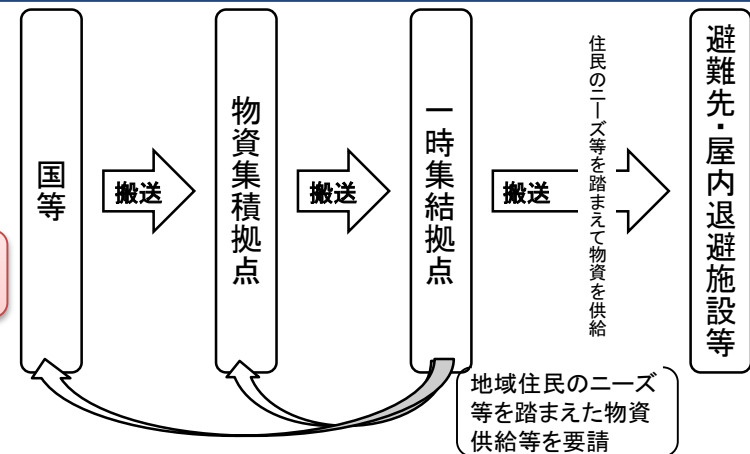 国等
搬送
物資集積拠点
搬送
一時集結拠点
搬送
住民のニーズ等を踏まえて物資を供給
避難先・屋内退避施設等
地域住民のニーズ
等を踏まえた物資
供給等を要請